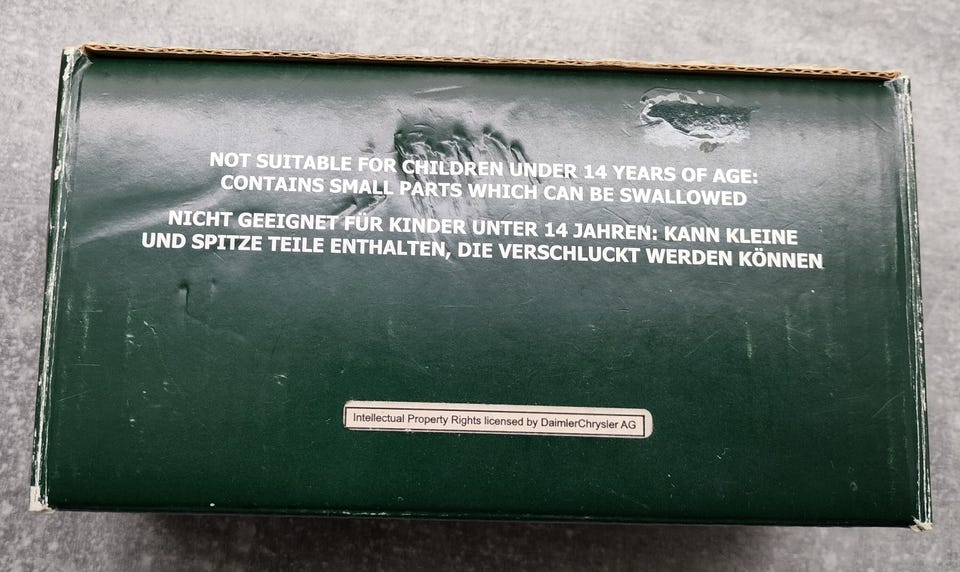 NOT SUITABLE FOR CHILDREN UNDER 14 YEARS OF AGE:
CONTAINS SMALL PARTS WHICH CAN BE SWALLOWED
NICHT GEEIGNET FÜR KINDER UNTER 14 JAHREN: KANN KLEINE
UND SPITZE TEILE ENTHALTEN, DIE VERSCHLUCKT WERDEN KÖNNEN
Intellectual Property Rights licensed by DaimlerChrysler AG